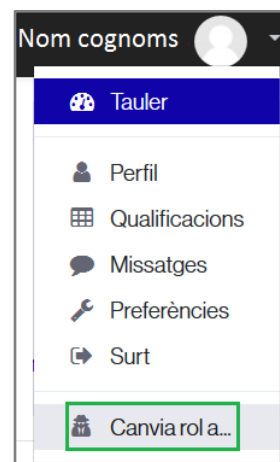 Nom cognoms
Tauler
Perfil
Qualificacions
Missatges
Preferències
Surt
Canvia rol a...